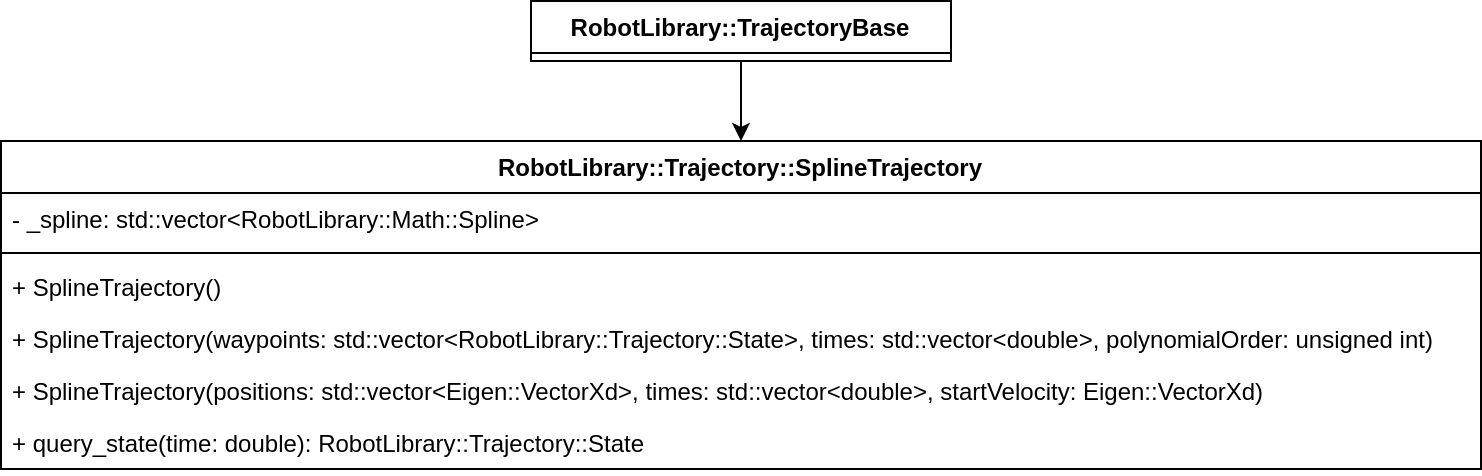 RobotLibrary::TrajectoryBase
RobotLibrary::Trajectory::SplineTrajectory
- _spline: std::vector<RobotLibrary::Math::Spline>
+ SplineTrajectory()
+ SplineTrajectory(waypoints: std::vector<RobotLibrary::Trajectory::State>, times: std::vector<double>, polynomialOrder: unsigned int)
+ SplineTrajectory(positions: std::vector<Eigen::VectorXd>, times: std::vector<double>, startVelocity: Eigen::VectorXd)
+ query_state(time: double): RobotLibrary::Trajectory::State